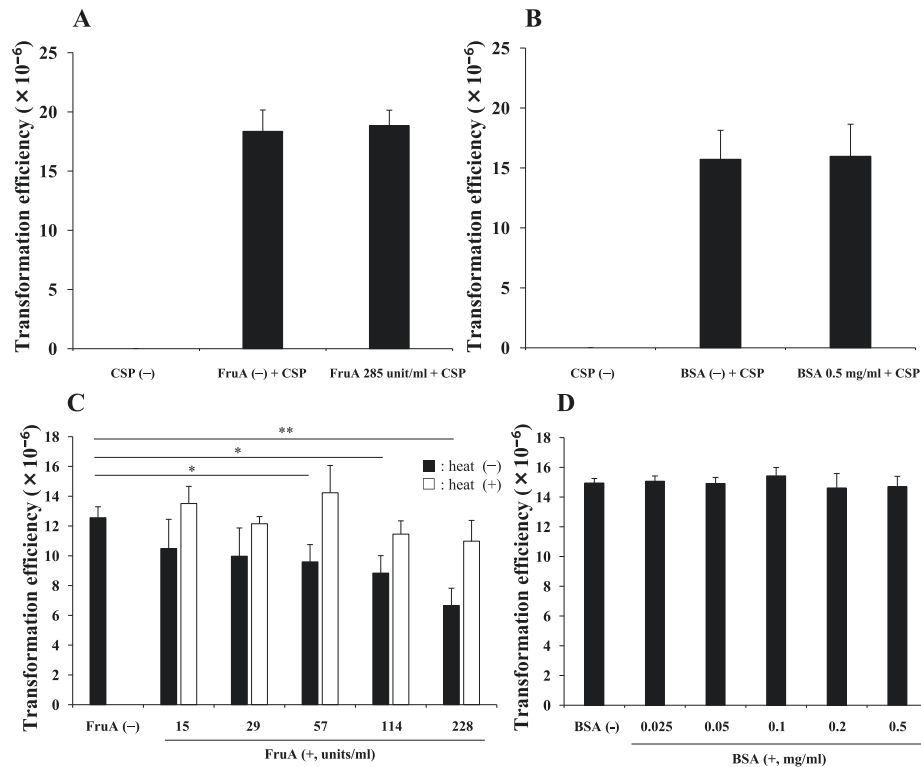 A
Transformation efficiency (×10⁻⁶)
25
20
15
10
5
0
CSP (−)
FruA (−) + CSP
FruA 285 unit/ml + CSP
B
Transformation efficiency (×10⁻⁶)
25
20
15
10
5
0
CSP (−)
BSA (−) + CSP
BSA 0.5 mg/ml + CSP
C
Transformation efficiency (×10⁻⁶)
18
16
14
12
10
8
6
4
2
0
**
*
*
: heat (−)
: heat (+)
FruA (−)
15
29
57
114
228
FruA (+, units/ml)
D
Transformation efficiency (×10⁻⁶)
18
16
14
12
10
8
6
4
2
0
BSA (-)
0.025
0.05
0.1
0.2
0.5
BSA (+, mg/ml)